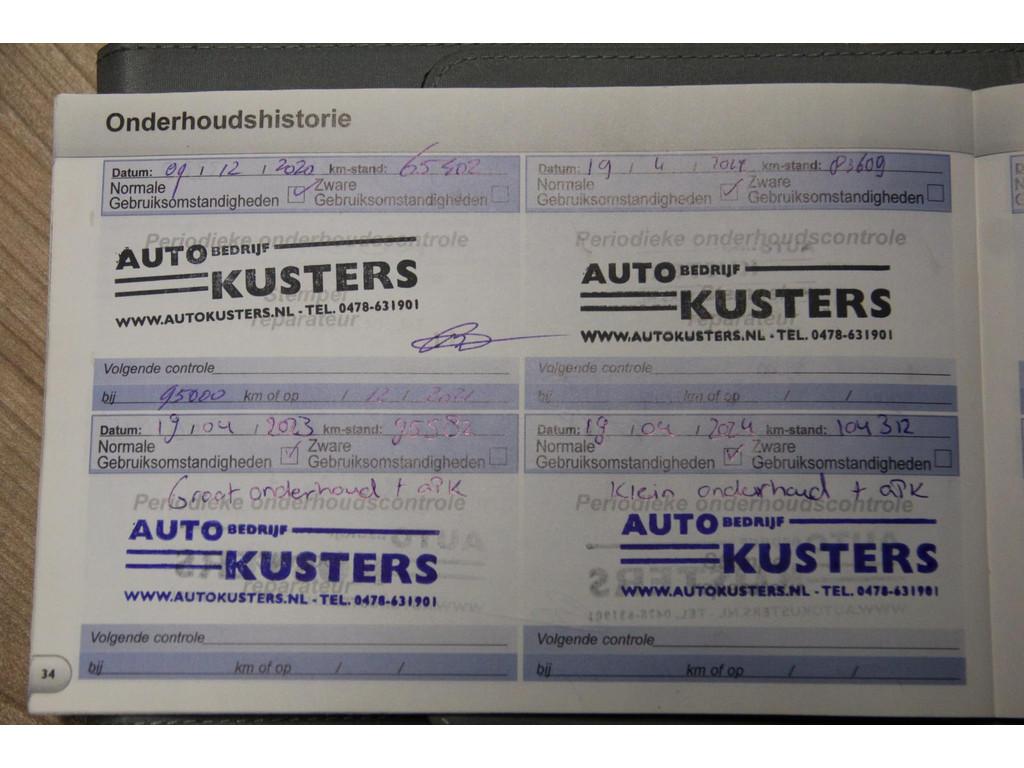 Onderhoudshistorie
Datum: 09 / 12 / 2020 km-stand: 65402
Normale Gebruiksomstandigheden ☑ Zware Gebruiksomstandigheden ☐
Periodieke onderhoudscontrole
AUTO BEDRIJF
KUSTERS
Stempel
reparateur
WWW.AUTOKUSTERS.NL - TEL. 0478-631901
Volgende controle
bij 95000 km of op / 12 / 2021
Datum: 19 / 4 / km-stand: 83609
Normale Gebruiksomstandigheden ☑ Zware Gebruiksomstandigheden ☐
Periodieke onderhoudscontrole
AUTO BEDRIJF
KUSTERS
reparateur
WWW.AUTOKUSTERS.NL - TEL. 0478-631901
Volgende controle
bij km of op / /
Datum: 19 / 04 / 2023 km-stand:
Normale Gebruiksomstandigheden ☑ Zware Gebruiksomstandigheden ☐
Groot onderhoud + APK
Periodieke onderhoudscontrole
AUTO BEDRIJF
KUSTERS
reparateur
WWW.AUTOKUSTERS.NL - TEL. 0478-631901
Volgende controle
bij km of op / /
Datum: 19 / 04 / 2024 km-stand: 104312
Normale Gebruiksomstandigheden ☑ Zware Gebruiksomstandigheden ☐
Klein onderhoud + APK
Periodieke onderhoudscontrole
AUTO BEDRIJF
KUSTERS
WWW.AUTOKUSTERS.NL - TEL. 0478-631901
Volgende controle
bij km of op / /
34